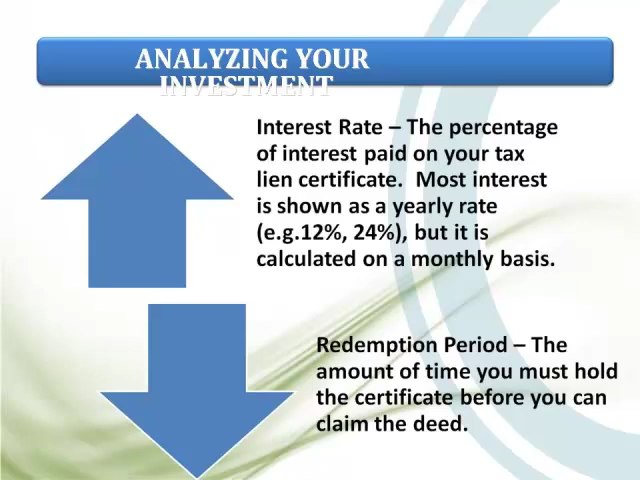 ANALYZING YOUR
INVESTMENT
Interest Rate – The percentage
of interest paid on your tax
lien certificate.  Most interest
is shown as a yearly rate
(e.g.12%, 24%), but it is
calculated on a monthly basis.
Redemption Period – The
amount of time you must hold
the certificate before you can
claim the deed.